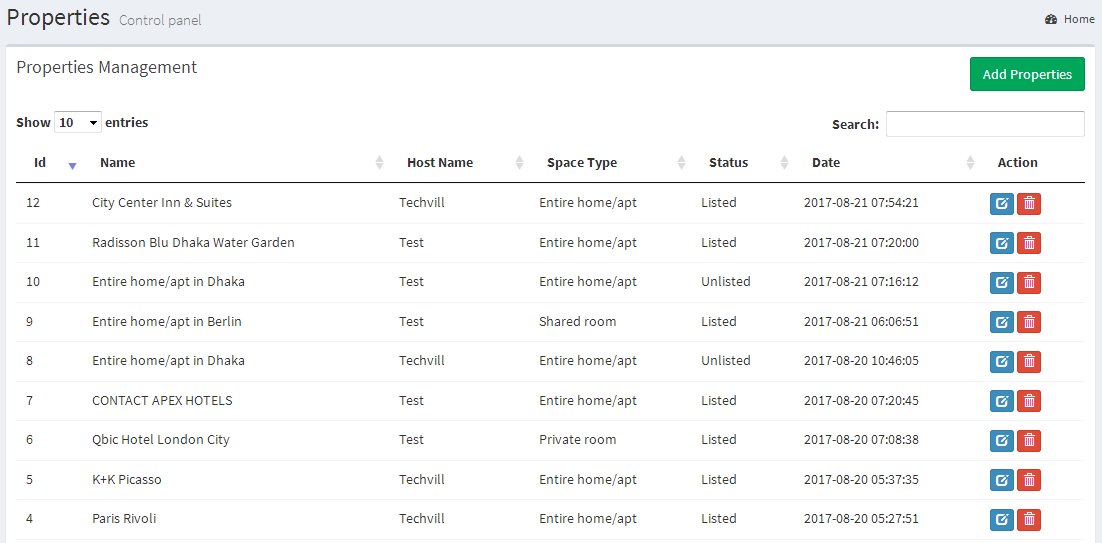 Properties Control panel Home
Properties Management
Add Properties
Show 10 entries Search:
Id Name Host Name Space Type Status Date Action
12 City Center Inn & Suites Techvill Entire home/apt Listed 2017-08-21 07:54:21
11 Radisson Blu Dhaka Water Garden Test Entire home/apt Listed 2017-08-21 07:20:00
10 Entire home/apt in Dhaka Test Entire home/apt Unlisted 2017-08-21 07:16:12
9 Entire home/apt in Berlin Test Shared room Listed 2017-08-21 06:06:51
8 Entire home/apt in Dhaka Techvill Entire home/apt Unlisted 2017-08-20 10:46:05
7 CONTACT APEX HOTELS Test Entire home/apt Listed 2017-08-20 07:20:45
6 Qbic Hotel London City Test Private room Listed 2017-08-20 07:08:38
5 K+K Picasso Techvill Entire home/apt Listed 2017-08-20 05:37:35
4 Paris Rivoli Techvill Entire home/apt Listed 2017-08-20 05:27:51